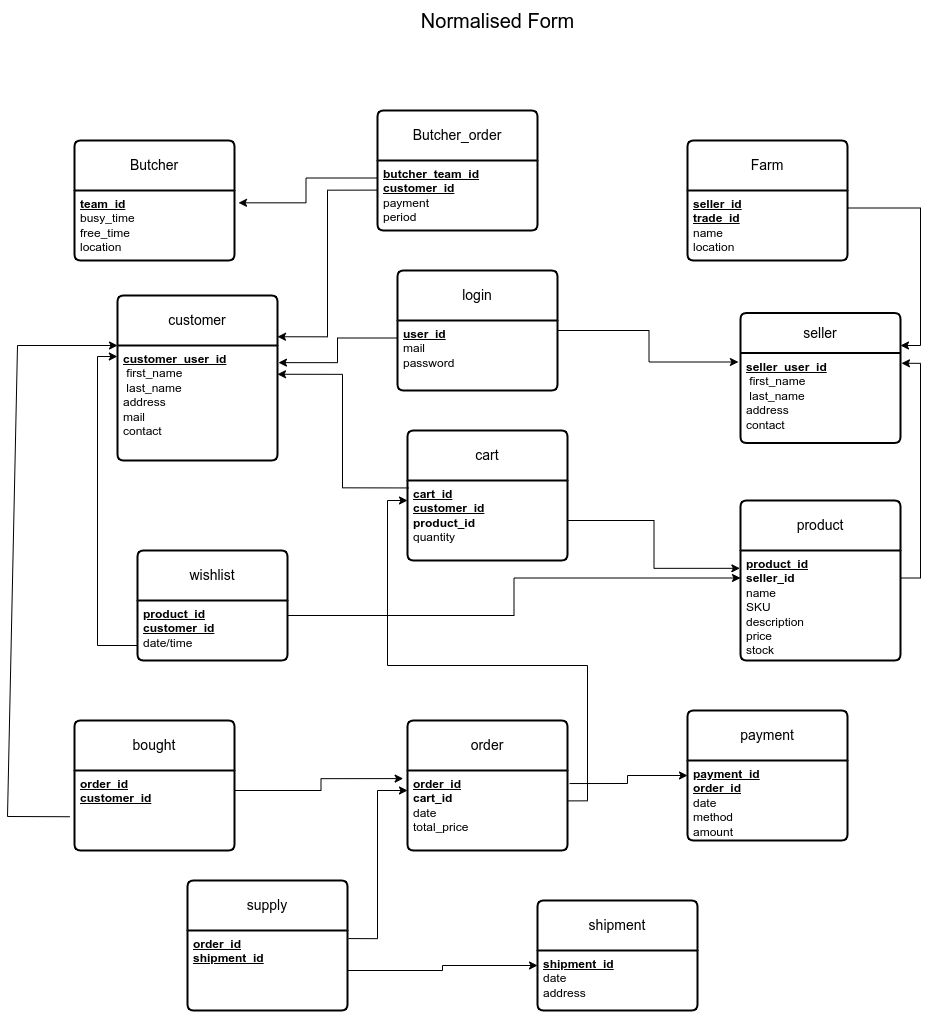 Normalised Form
Butcher
team_id
busy_time
free_time
location
Butcher_order
butcher_team_id
customer_id
payment
period
Farm
seller_id
trade_id
name
location
customer
customer_user_id
first_name
last_name
address
mail
contact
login
user_id
mail
password
seller
seller_user_id
first_name
last_name
address
contact
cart
cart_id
customer_id
product_id
quantity
product
product_id
seller_id
name
SKU
description
price
stock
wishlist
product_id
customer_id
date/time
bought
order_id
customer_id
order
order_id
cart_id
date
total_price
payment
payment_id
order_id
date
method
amount
supply
order_id
shipment_id
shipment
shipment_id
date
address